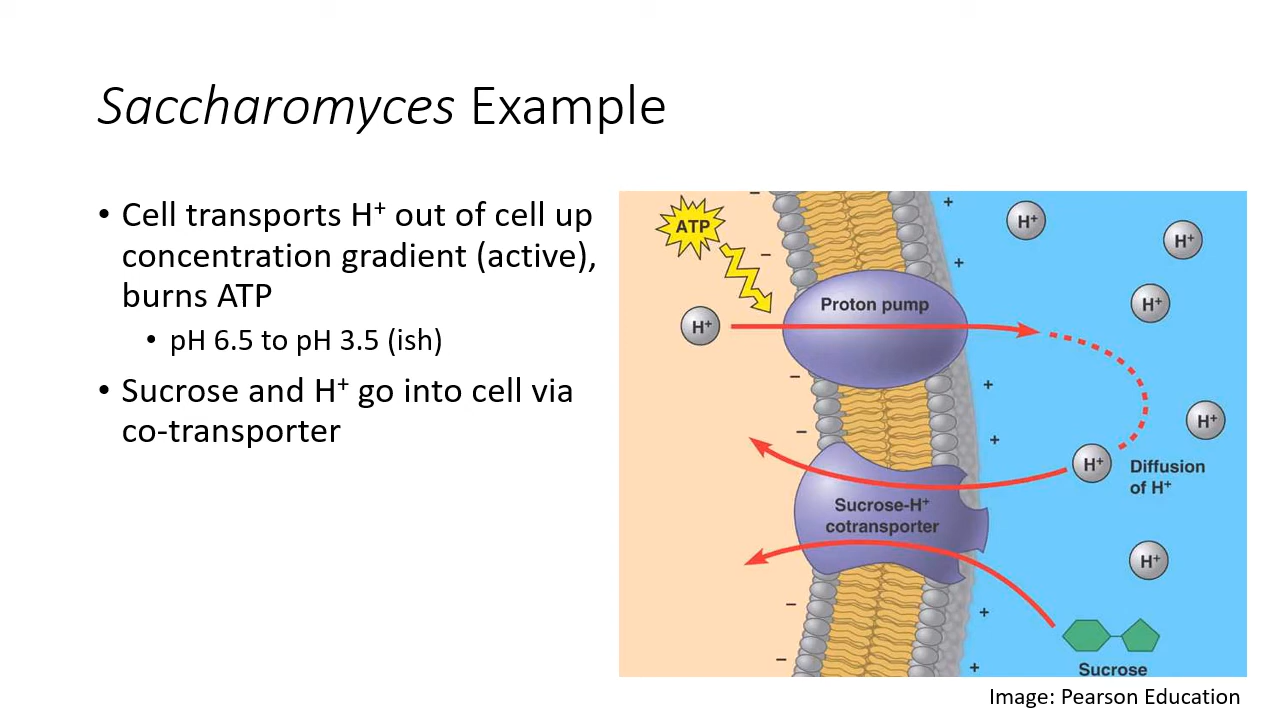 Saccharomyces Example
• Cell transports H⁺ out of cell up
concentration gradient (active),
burns ATP
• pH 6.5 to pH 3.5 (ish)
• Sucrose and H⁺ go into cell via
co-transporter
ATP
H⁺
Proton pump
H⁺
H⁺
H⁺
H⁺
H⁺
Diffusion
of H⁺
Sucrose-H⁺
cotransporter
H⁺
Sucrose
Image: Pearson Education